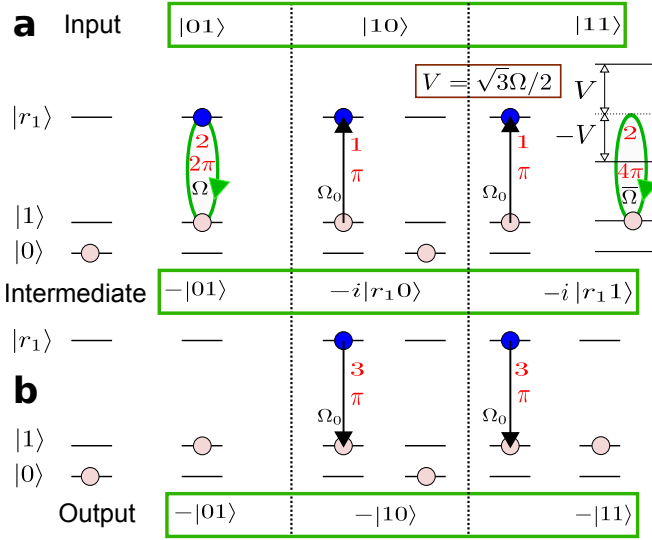 a Input |01⟩ |10⟩ |11⟩
V = √3Ω/2
V
|r₁⟩
−V
2 1 1 2
2π π π 4π
Ω Ω₀ Ω₀ Ω̅
|1⟩
|0⟩
Intermediate −|01⟩ −i|r₁0⟩ −i|r₁1⟩
|r₁⟩
3 3
b π π
Ω₀ Ω₀
|1⟩
|0⟩
Output −|01⟩ −|10⟩ −|11⟩